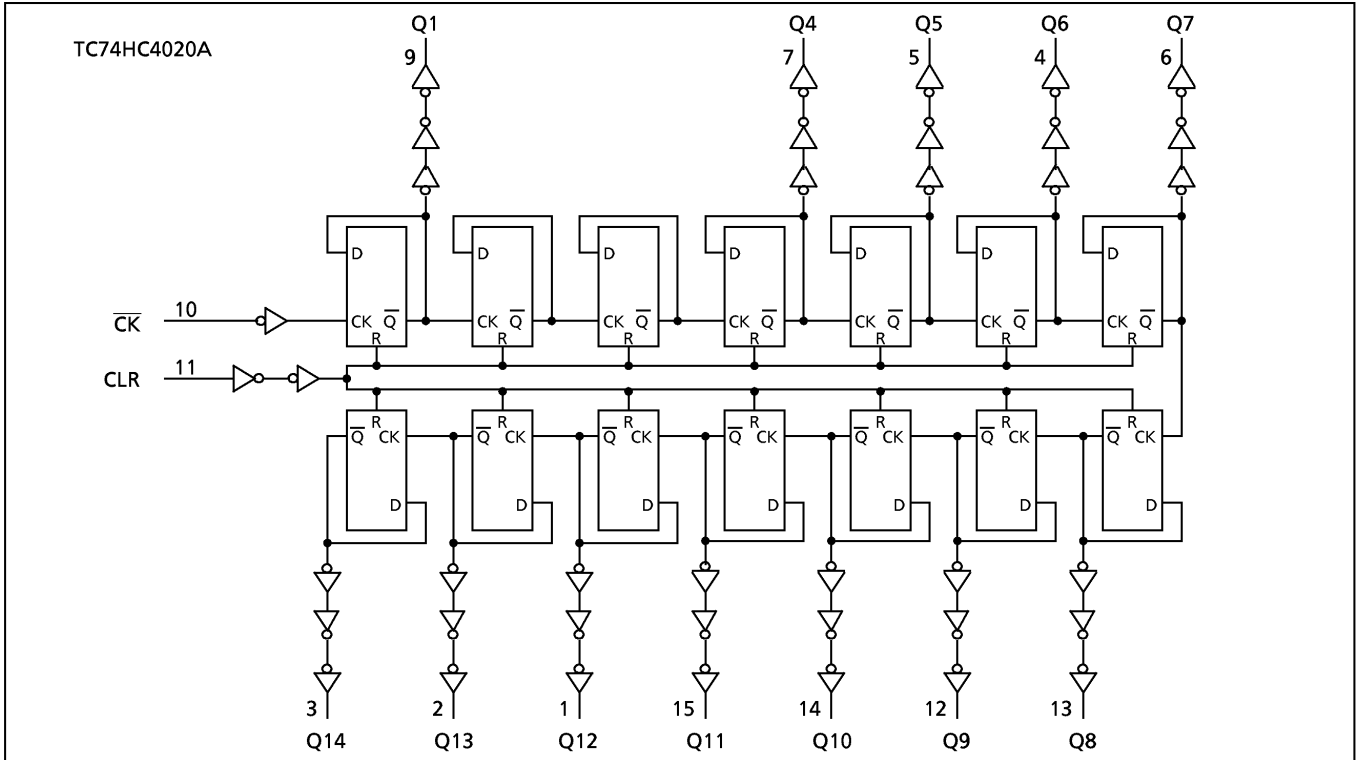 Q1 Q4 Q5 Q6 Q7
TC74HC4020A
9 7 5 4 6
D D D D D D D
10
C̅K̅ CK Q̅ CK Q̅ CK Q̅ CK Q̅ CK Q̅ CK Q̅ CK Q̅
R R R R R R R
11
CLR
R R R R R R R
Q̅ CK Q̅ CK Q̅ CK Q̅ CK Q̅ CK Q̅ CK Q̅ CK
D D D D D D D
3 2 1 15 14 12 13
Q14 Q13 Q12 Q11 Q10 Q9 Q8